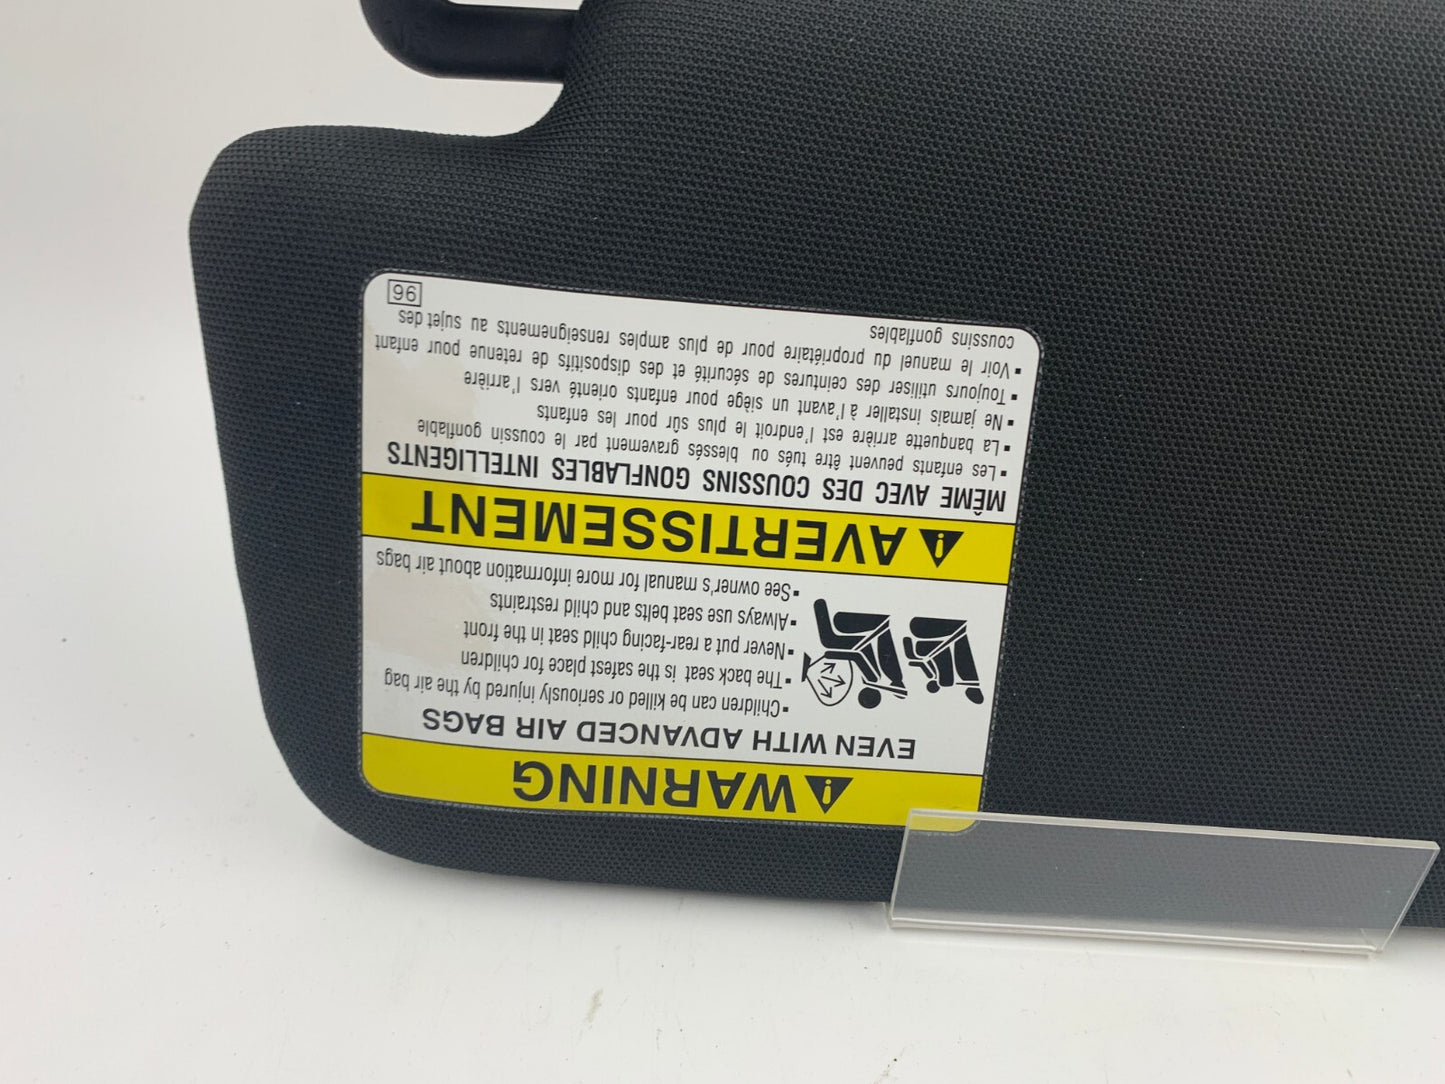 WARNING
EVEN WITH ADVANCED AIR BAGS
▪Children can be killed or seriously injured by the air bag
▪The back seat is the safest place for children
▪Never put a rear-facing child seat in the front
▪Always use seat belts and child restraints
▪See owner's manual for more information about air bags
AVERTISSEMENT
MÊME AVEC DES COUSSINS GONFLABLES INTELLIGENTS
▪Les enfants peuvent être tués ou blessés gravement par le coussin gonflable
▪La banquette arrière est l'endroit le plus sûr pour les enfants
▪Ne jamais installer à l'avant un siège pour enfants orienté vers l'arrière
▪Toujours utiliser des ceintures de sécurité et des dispositifs de retenue pour enfant
▪Voir le manuel du propriétaire pour de plus amples renseignements au sujet des
coussins gonflables
96